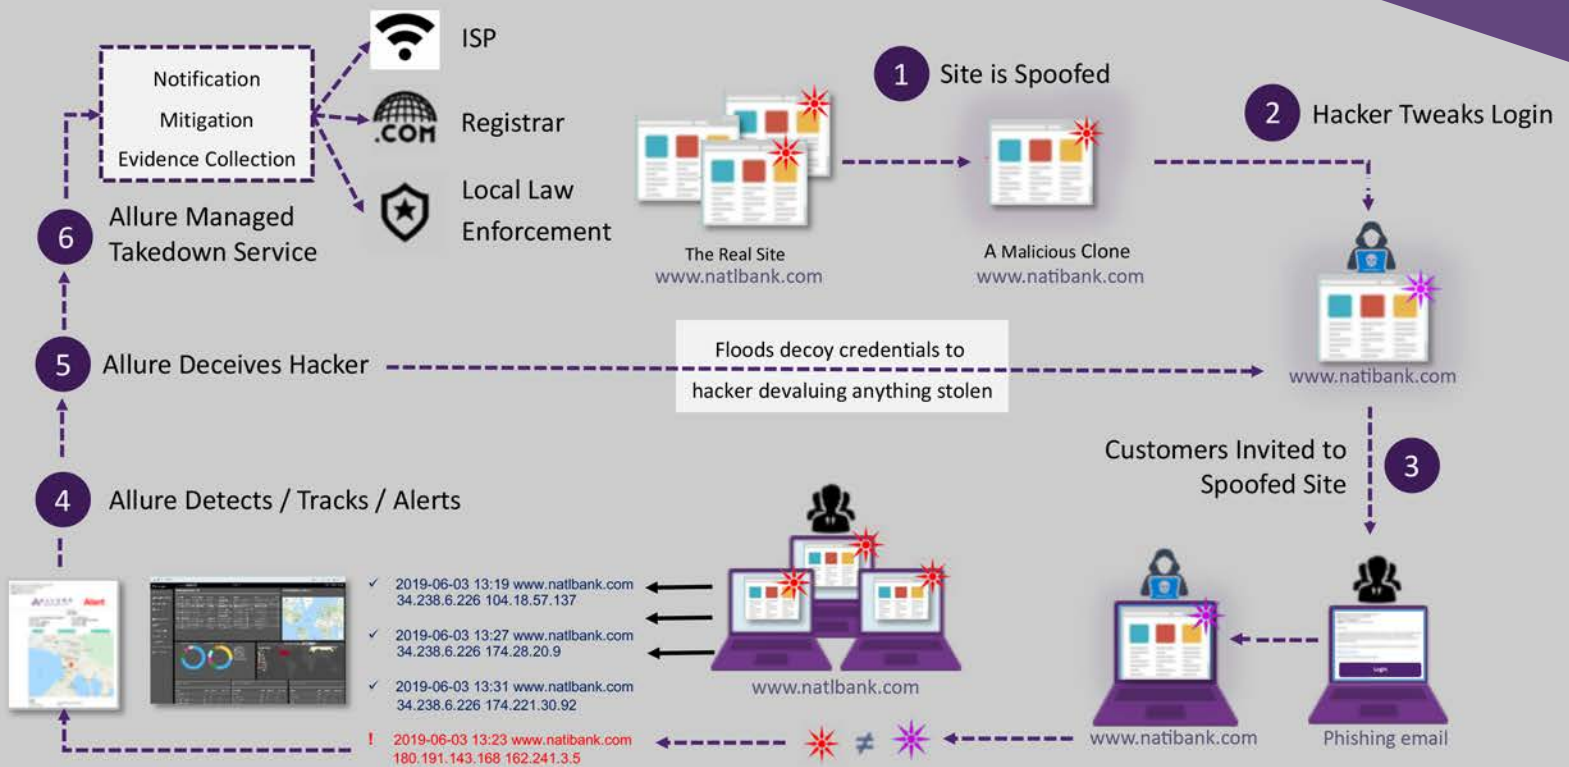 Notification
Mitigation
Evidence Collection
ISP
.COM
Registrar
Local Law
Enforcement
6
Allure Managed
Takedown Service
1
Site is Spoofed
2
Hacker Tweaks Login
The Real Site
www.natlbank.com
A Malicious Clone
www.natibank.com
5
Allure Deceives Hacker
Floods decoy credentials to
hacker devaluing anything stolen
www.natibank.com
Customers Invited to
Spoofed Site
3
4
Allure Detects / Tracks / Alerts
Alert
✓ 2019-06-03 13:19 www.natlbank.com
34.238.6.226 104.18.57.137
✓ 2019-06-03 13:27 www.natlbank.com
34.238.6.226 174.28.20.9
✓ 2019-06-03 13:31 www.natlbank.com
34.238.6.226 174.221.30.92
! 2019-06-03 13:23 www.natibank.com
180.191.143.168 162.241.3.5
www.natlbank.com
≠
www.natibank.com
Login
Phishing email